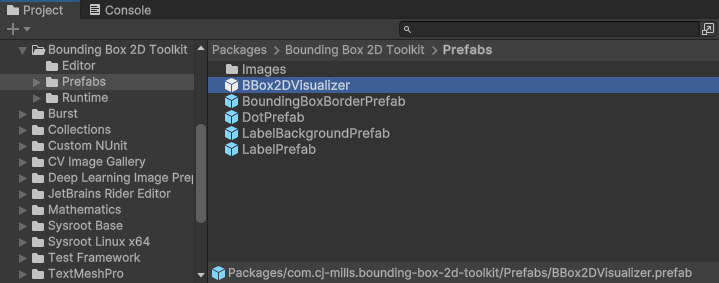 Project
Console
Bounding Box 2D Toolkit
Editor
Prefabs
Runtime
Burst
Collections
Custom NUnit
CV Image Gallery
Deep Learning Image Prep
JetBrains Rider Editor
Mathematics
Sysroot Base
Sysroot Linux x64
Test Framework
TextMeshPro
Packages > Bounding Box 2D Toolkit > Prefabs
Images
BBox2DVisualizer
BoundingBoxBorderPrefab
DotPrefab
LabelBackgroundPrefab
LabelPrefab
Packages/com.cj-mills.bounding-box-2d-toolkit/Prefabs/BBox2DVisualizer.prefab